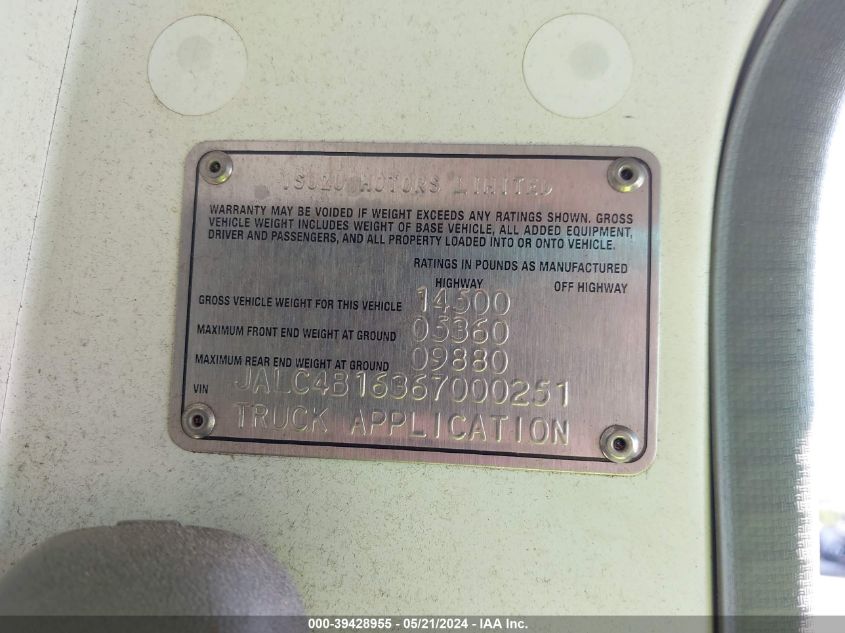 ISUZU MOTORS LIMITED
WARRANTY MAY BE VOIDED IF WEIGHT EXCEEDS ANY RATINGS SHOWN. GROSS
VEHICLE WEIGHT INCLUDES WEIGHT OF BASE VEHICLE, ALL ADDED EQUIPMENT,
DRIVER AND PASSENGERS, AND ALL PROPERTY LOADED INTO OR ONTO VEHICLE.
RATINGS IN POUNDS AS MANUFACTURED
HIGHWAY OFF HIGHWAY
GROSS VEHICLE WEIGHT FOR THIS VEHICLE 14500
MAXIMUM FRONT END WEIGHT AT GROUND 05360
MAXIMUM REAR END WEIGHT AT GROUND 09880
VIN JALC4B16367000251
TRUCK APPLICATION
000-39428955 / 05/21/2024 - IAA Inc.